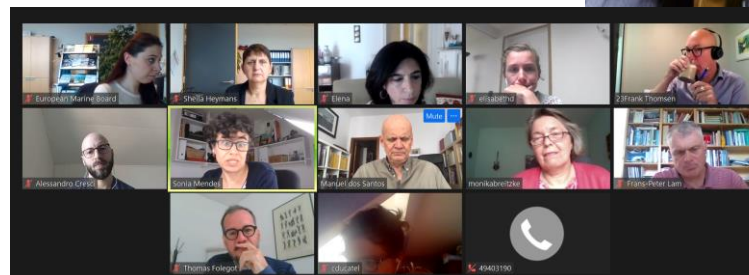 European Marine Board
Sheila Heymans
Elena
elisabethd
23Frank Thomsen
Mute
Alessandro Cresci
Sonia Mendes
Manuel dos Santos
monikabreitzke
Frans-Peter Lam
Thomas Folegot
cducatel
49403190